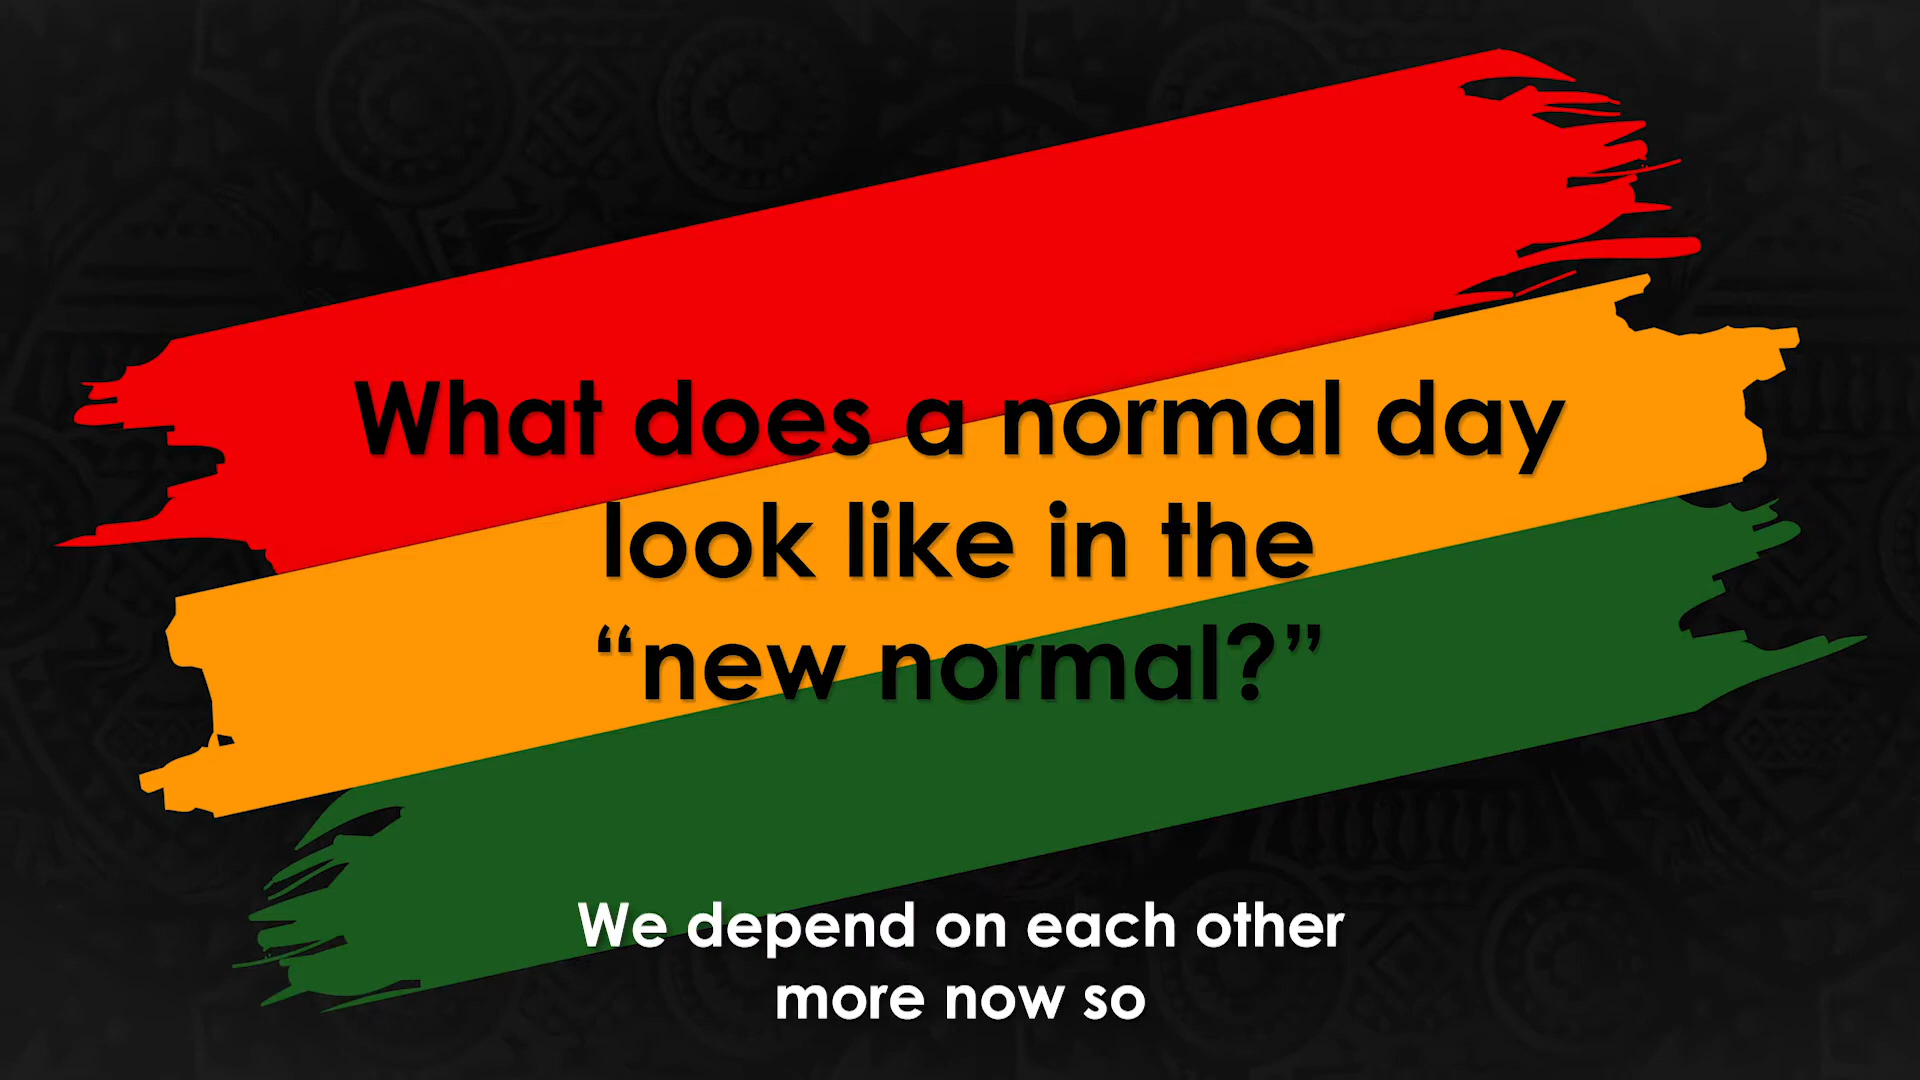 What does a normal day
look like in the
“new normal?”
We depend on each other
more now so